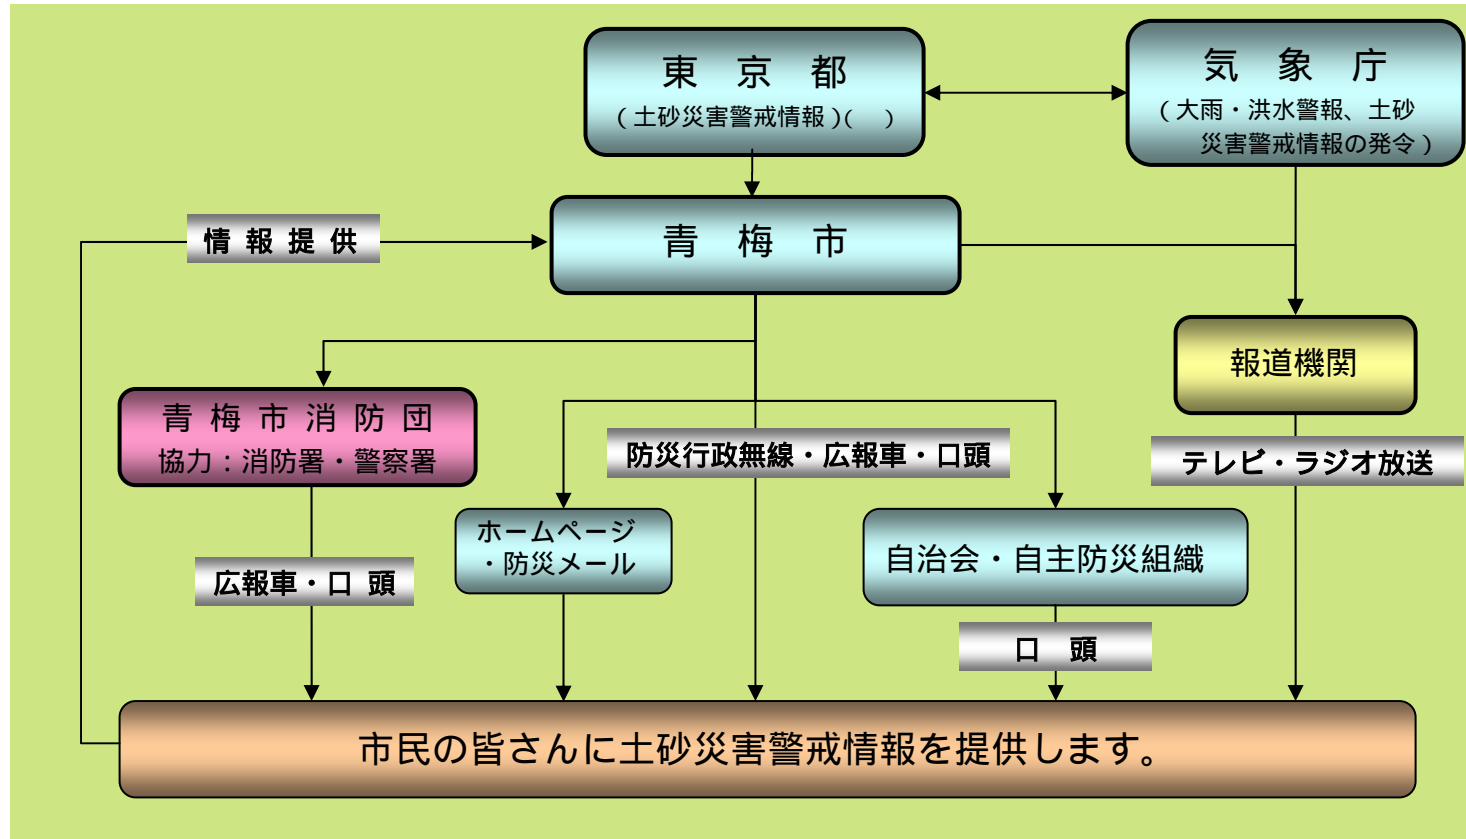 東 京 都
(土砂災害警戒情報)(　)
気 象 庁
(大雨・洪水警報、土砂
災害警戒情報の発令)
情 報 提 供
青 梅 市
報道機関
青 梅 市 消 防 団
協力：消防署・警察署
防災行政無線・広報車・口頭
テレビ・ラジオ放送
ホームページ
・防災メール
自治会・自主防災組織
広報車・口 頭
口 頭
市民の皆さんに土砂災害警戒情報を提供します。